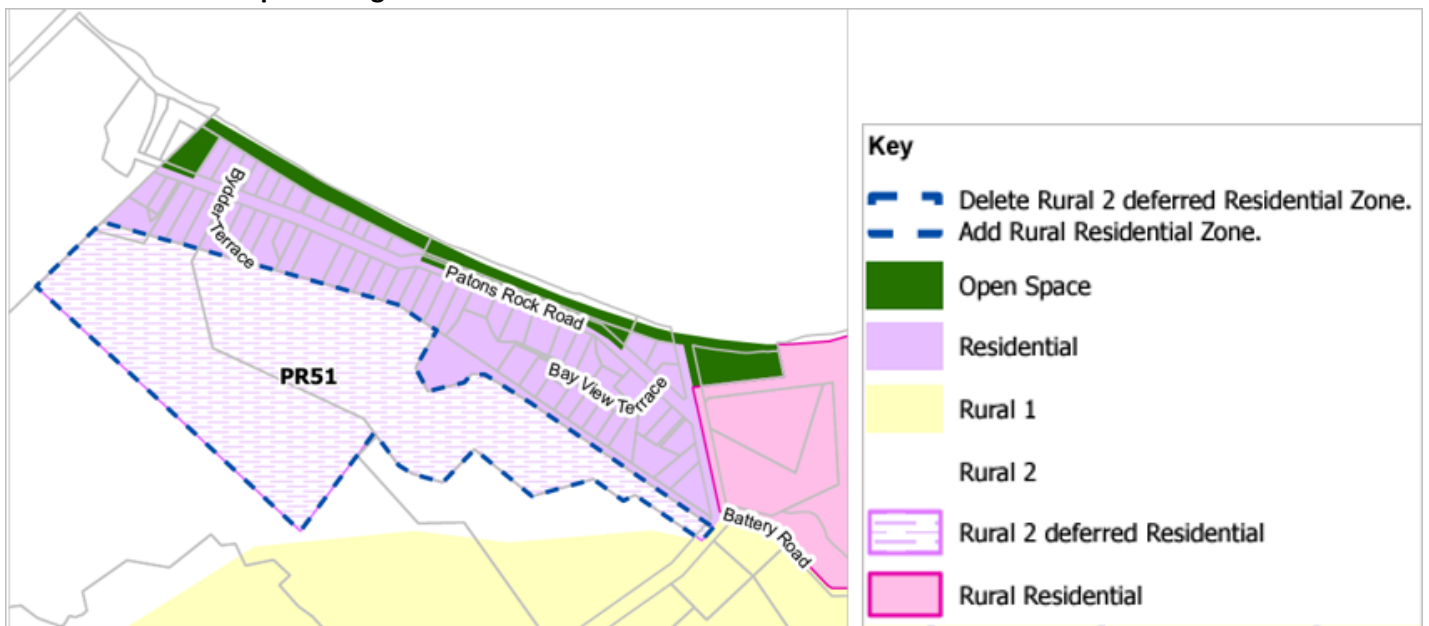 Bydder Terrace
Patons Rock Road
PR51
Bay View Terrace
Battery Road
Key
Delete Rural 2 deferred Residential Zone.
Add Rural Residential Zone.
Open Space
Residential
Rural 1
Rural 2
Rural 2 deferred Residential
Rural Residential